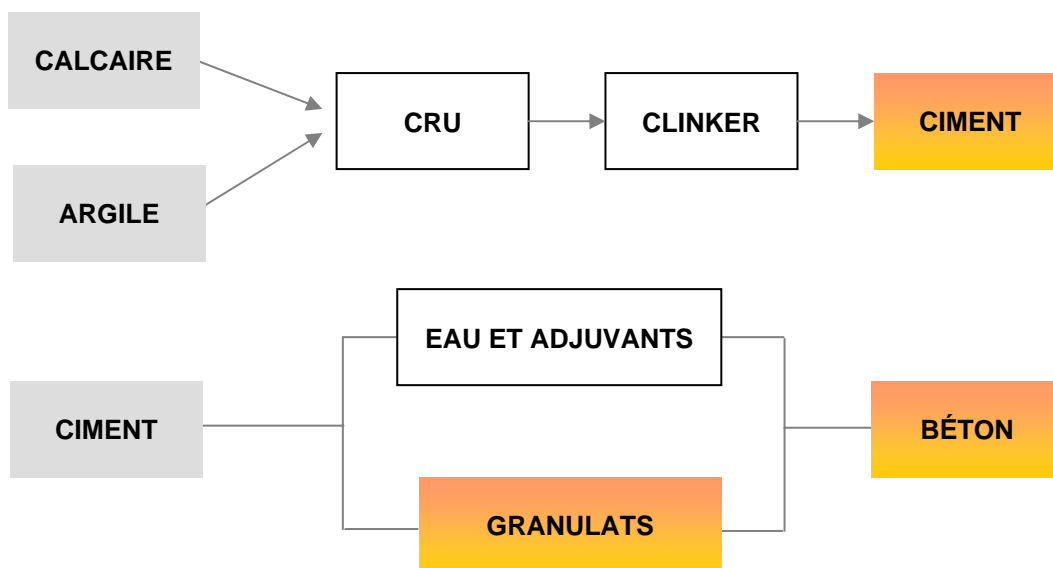 CALCAIRE
CRU
CLINKER
CIMENT
ARGILE
EAU ET ADJUVANTS
CIMENT
BÉTON
GRANULATS